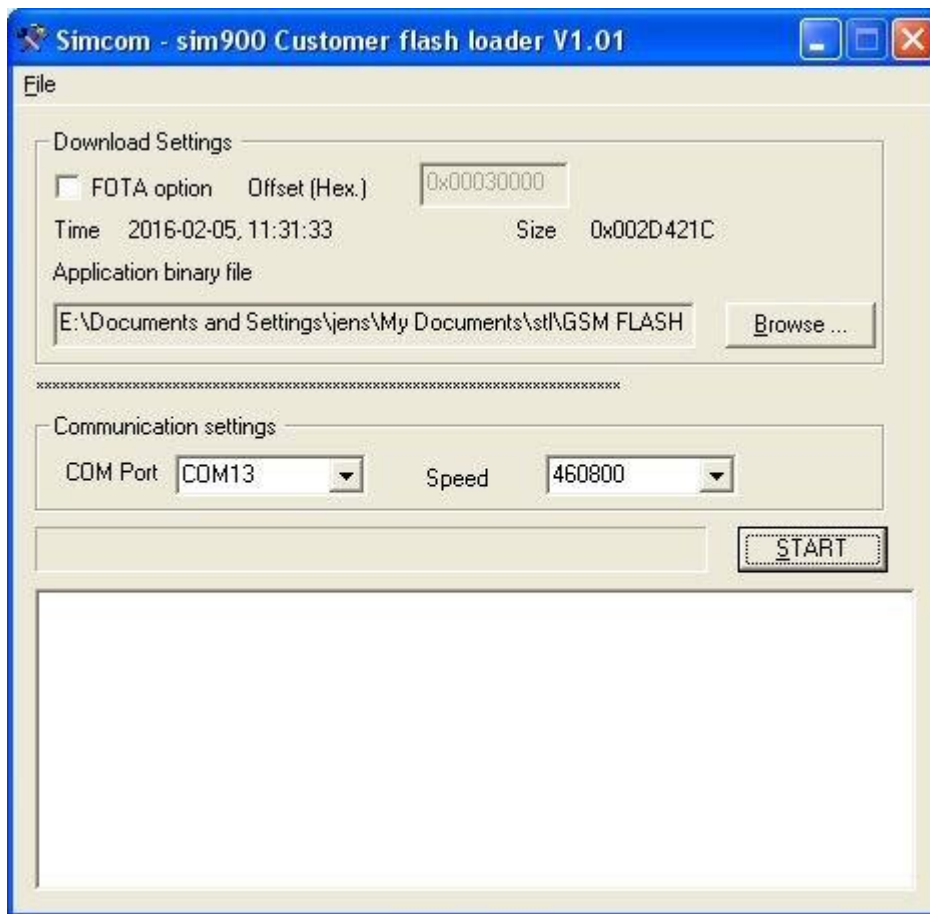 Simcom - sim900 Customer flash loader V1.01
File
Download Settings
FOTA option Offset (Hex.) 0x00030000
Time 2016-02-05, 11:31:33 Size 0x002D421C
Application binary file
E:\Documents and Settings\jens\My Documents\stl\GSM FLASH Browse ...
Communication settings
COM Port COM13 Speed 460800
START